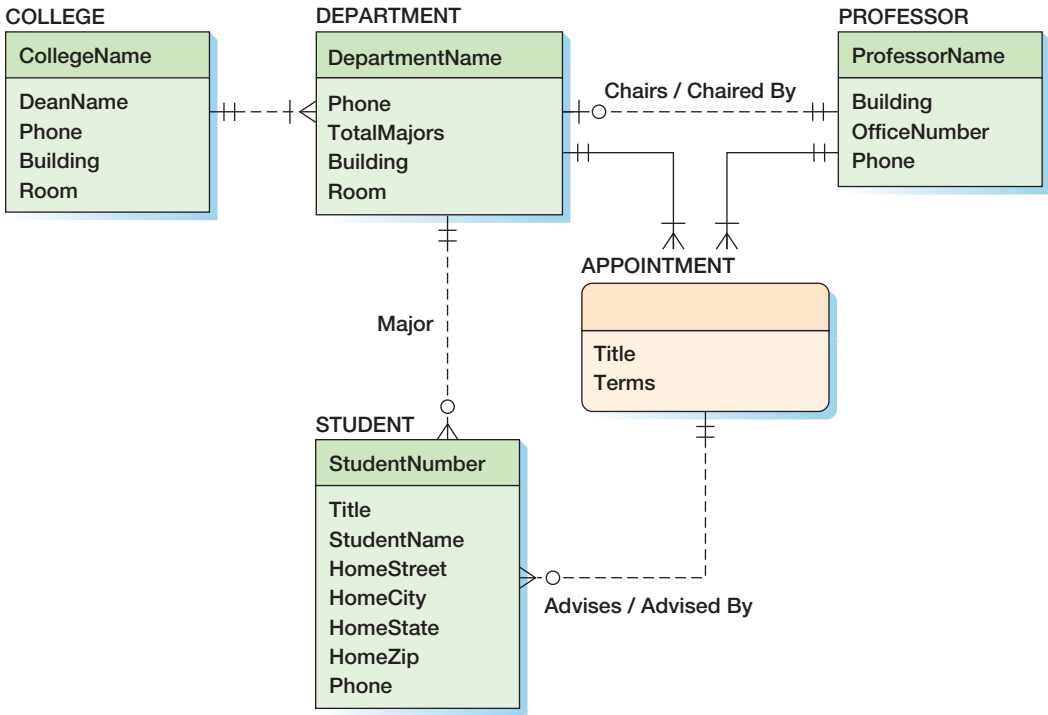 COLLEGE
CollegeName
DeanName
Phone
Building
Room
DEPARTMENT
DepartmentName
Phone
TotalMajors
Building
Room
Chairs / Chaired By
PROFESSOR
ProfessorName
Building
OfficeNumber
Phone
APPOINTMENT
Title
Terms
Major
STUDENT
StudentNumber
Title
StudentName
HomeStreet
HomeCity
HomeState
HomeZip
Phone
Advises / Advised By